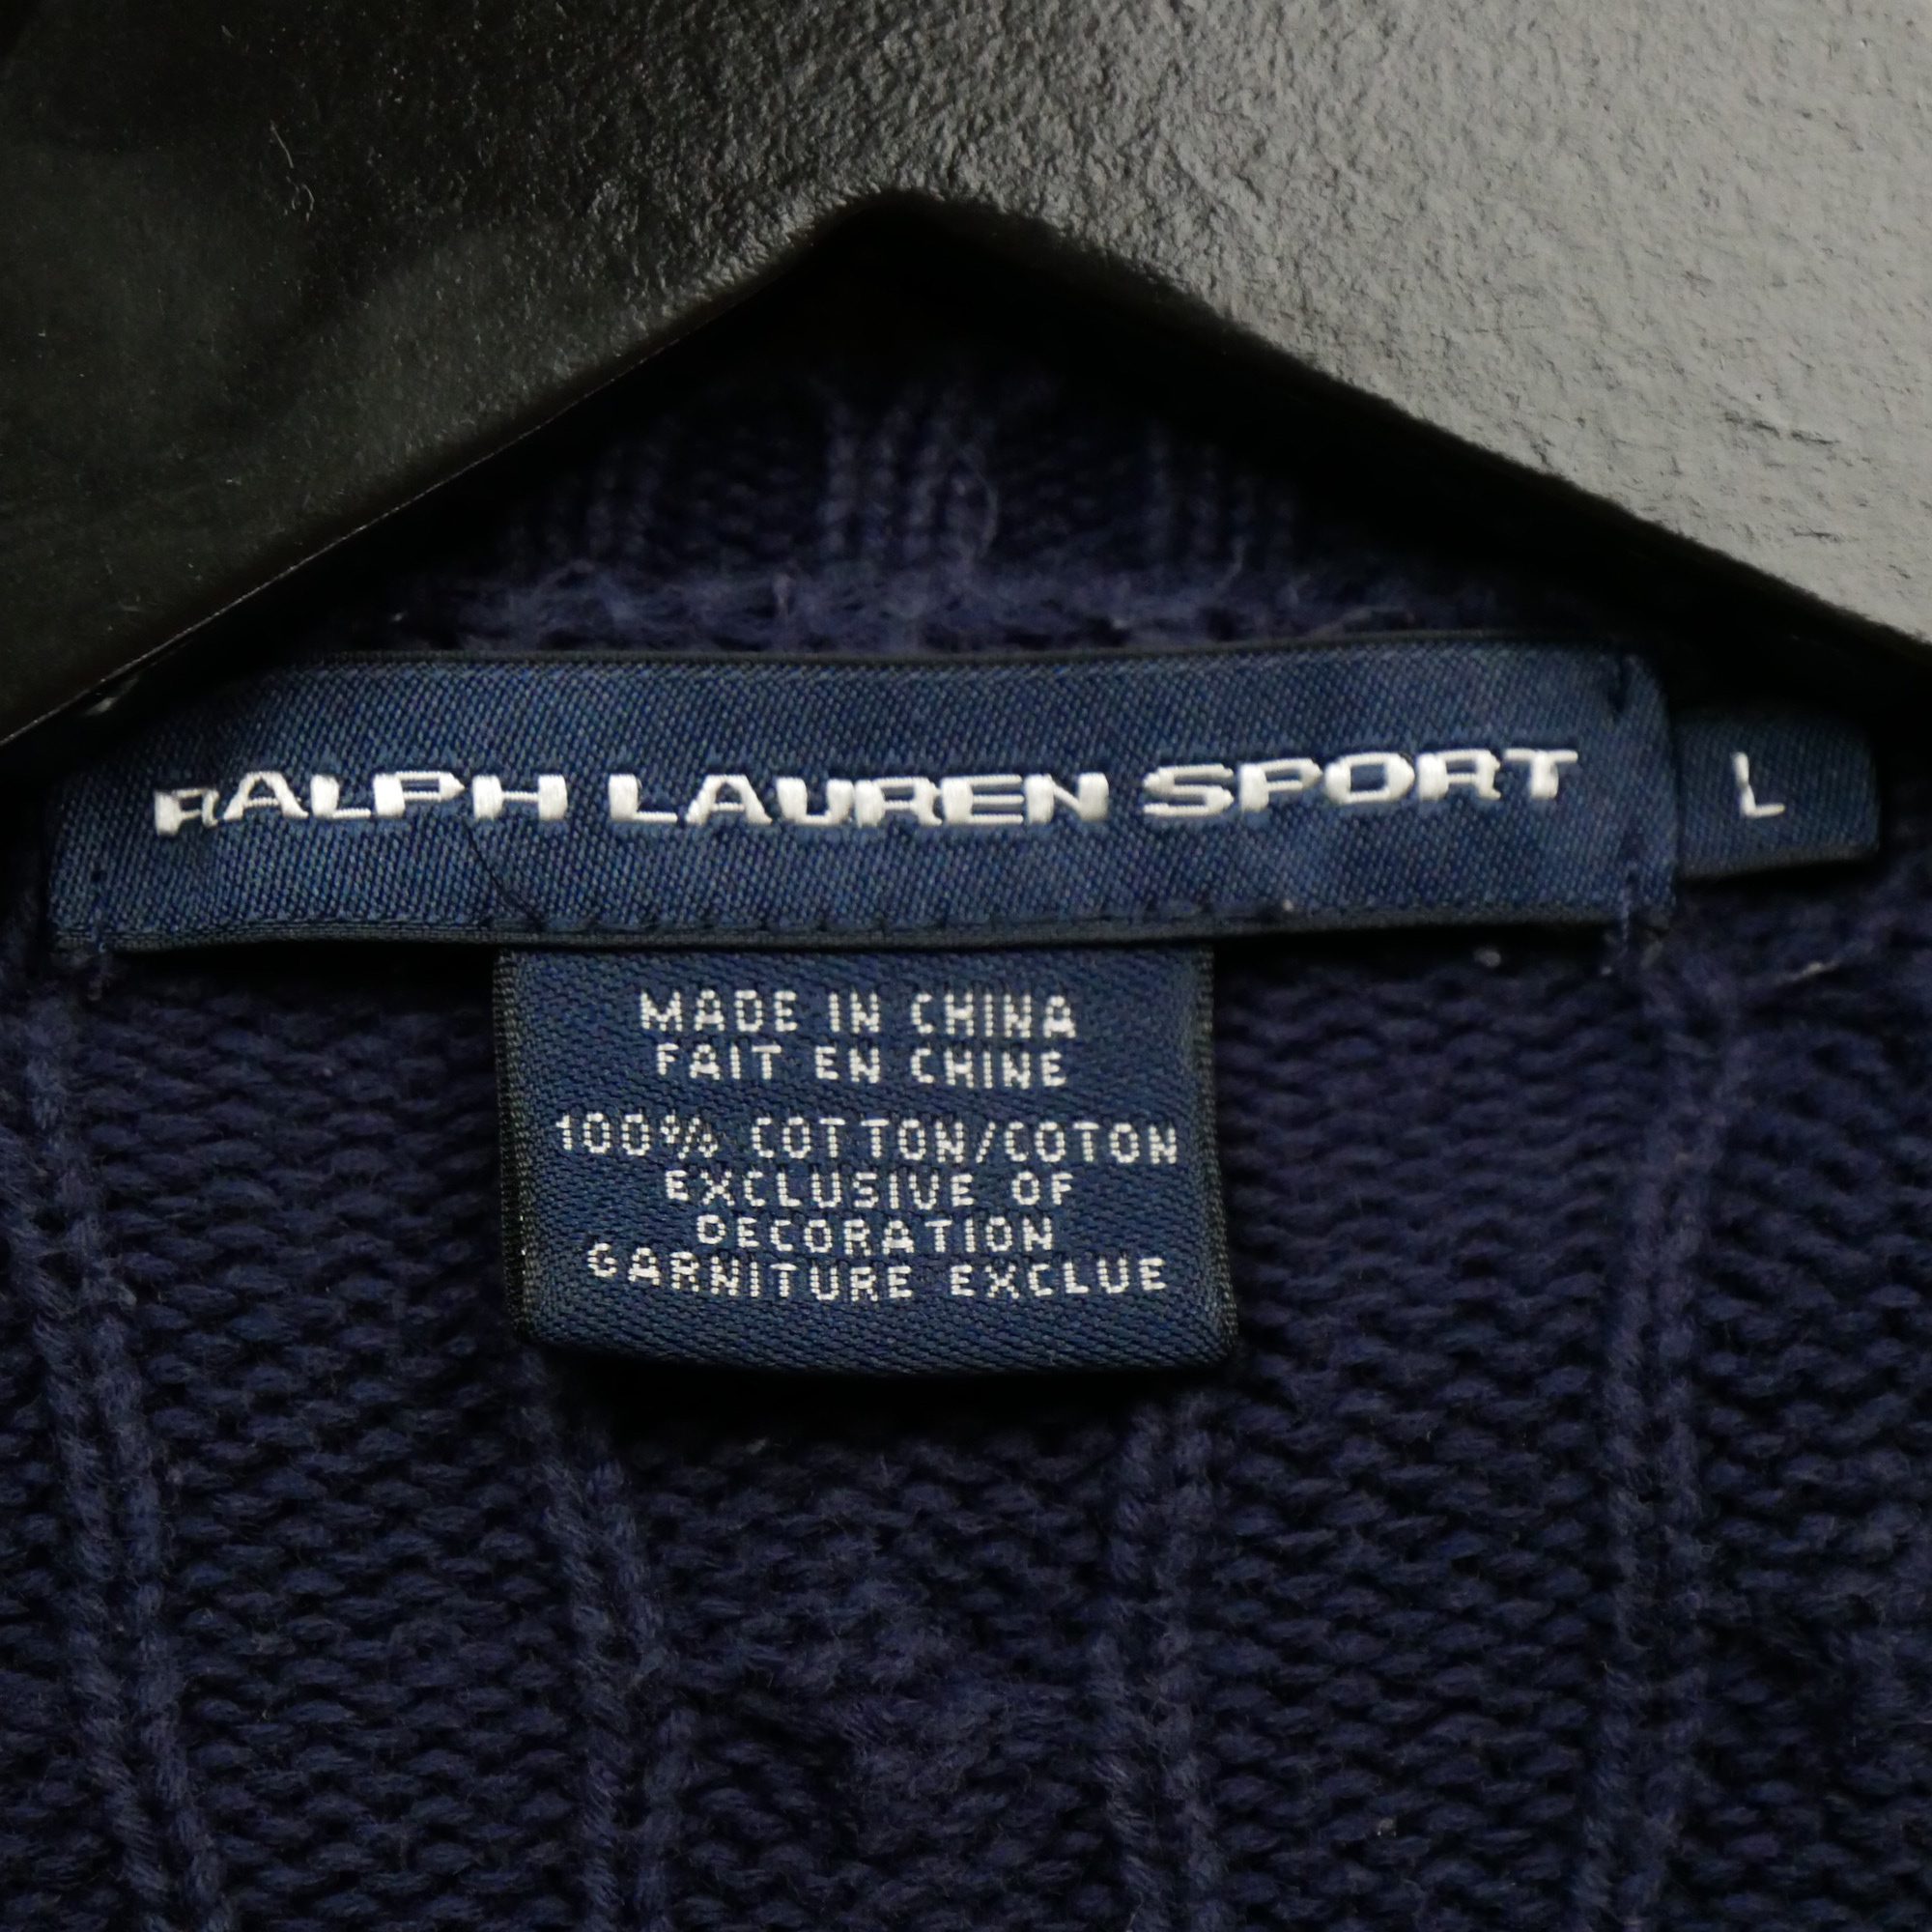 RALPH LAUREN SPORT
L
MADE IN CHINA
FAIT EN CHINE
100% COTTON/COTON
EXCLUSIVE OF
DECORATION
GARNITURE EXCLUE